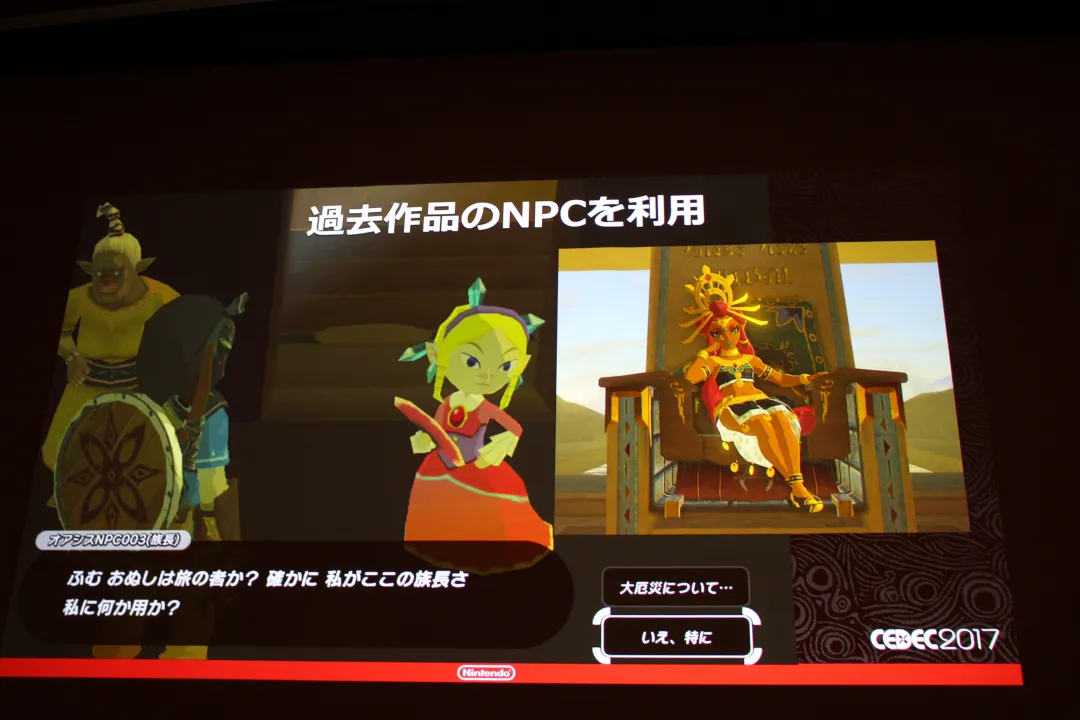 過去作品のNPCを利用
オアシスNPC003(族長)
ふむ おぬしは旅の者か? 確かに 私がここの族長さ
私に何か用か?
大厄災について…
いえ、特に
CEDEC2017
Nintendo